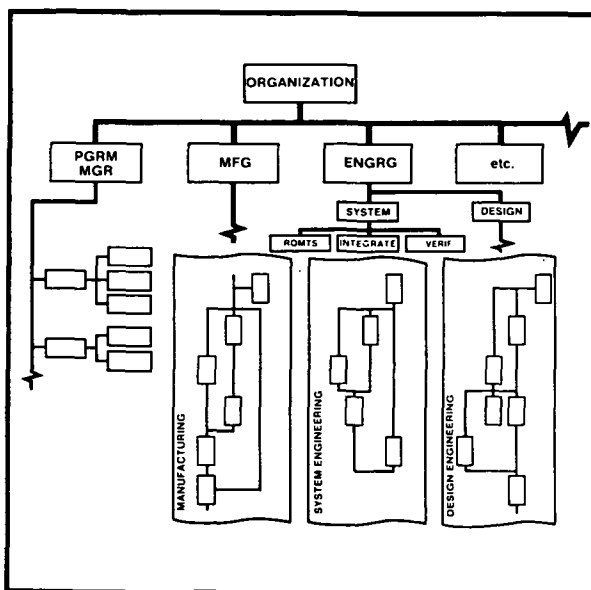 ORGANIZATION
PGRM
MGR
MFG
ENGRG
etc.
SYSTEM
DESIGN
RQMTS
INTEGRATE
VERIF
MANUFACTURING
SYSTEM ENGINEERING
DESIGN ENGINEERING